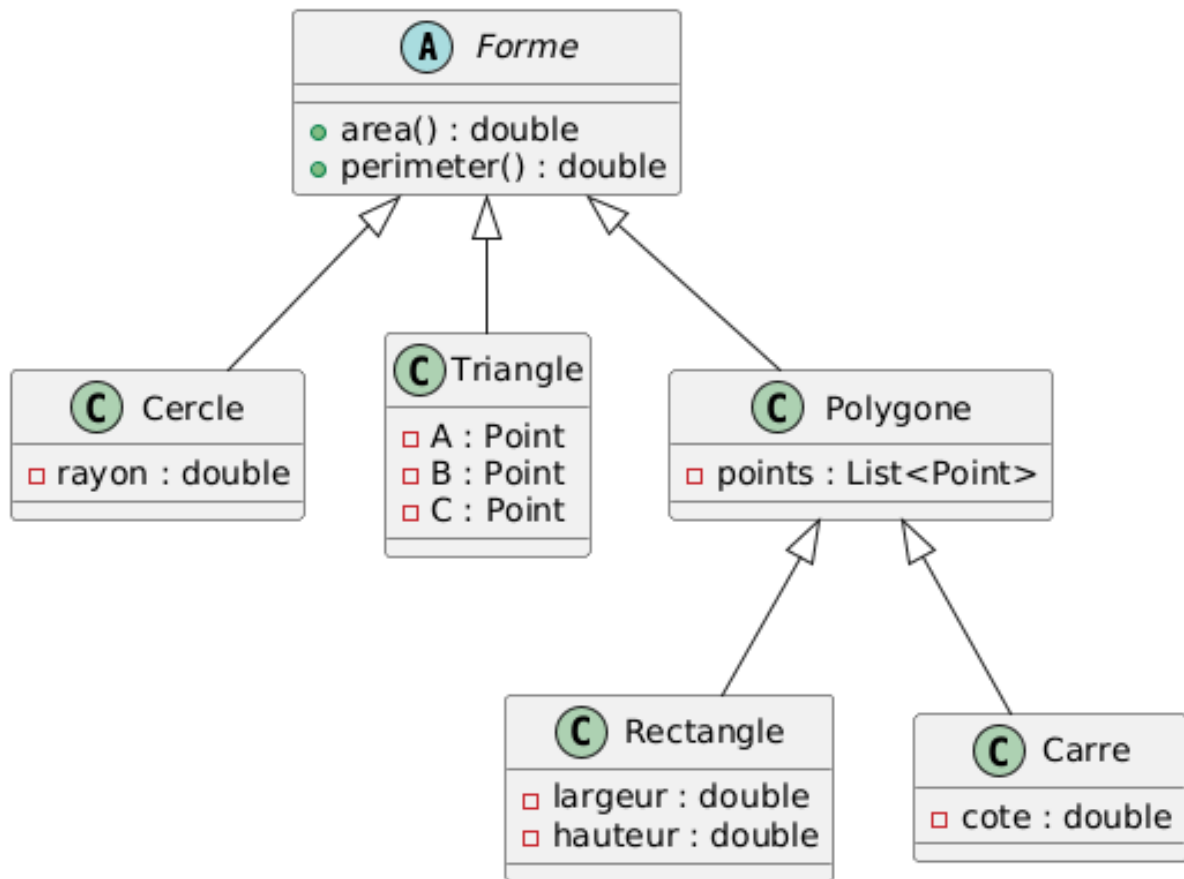 A Forme
area() : double
perimeter() : double
C Cercle
rayon : double
C Triangle
A : Point
B : Point
C : Point
C Polygone
points : List<Point>
C Rectangle
largeur : double
hauteur : double
C Carre
cote : double